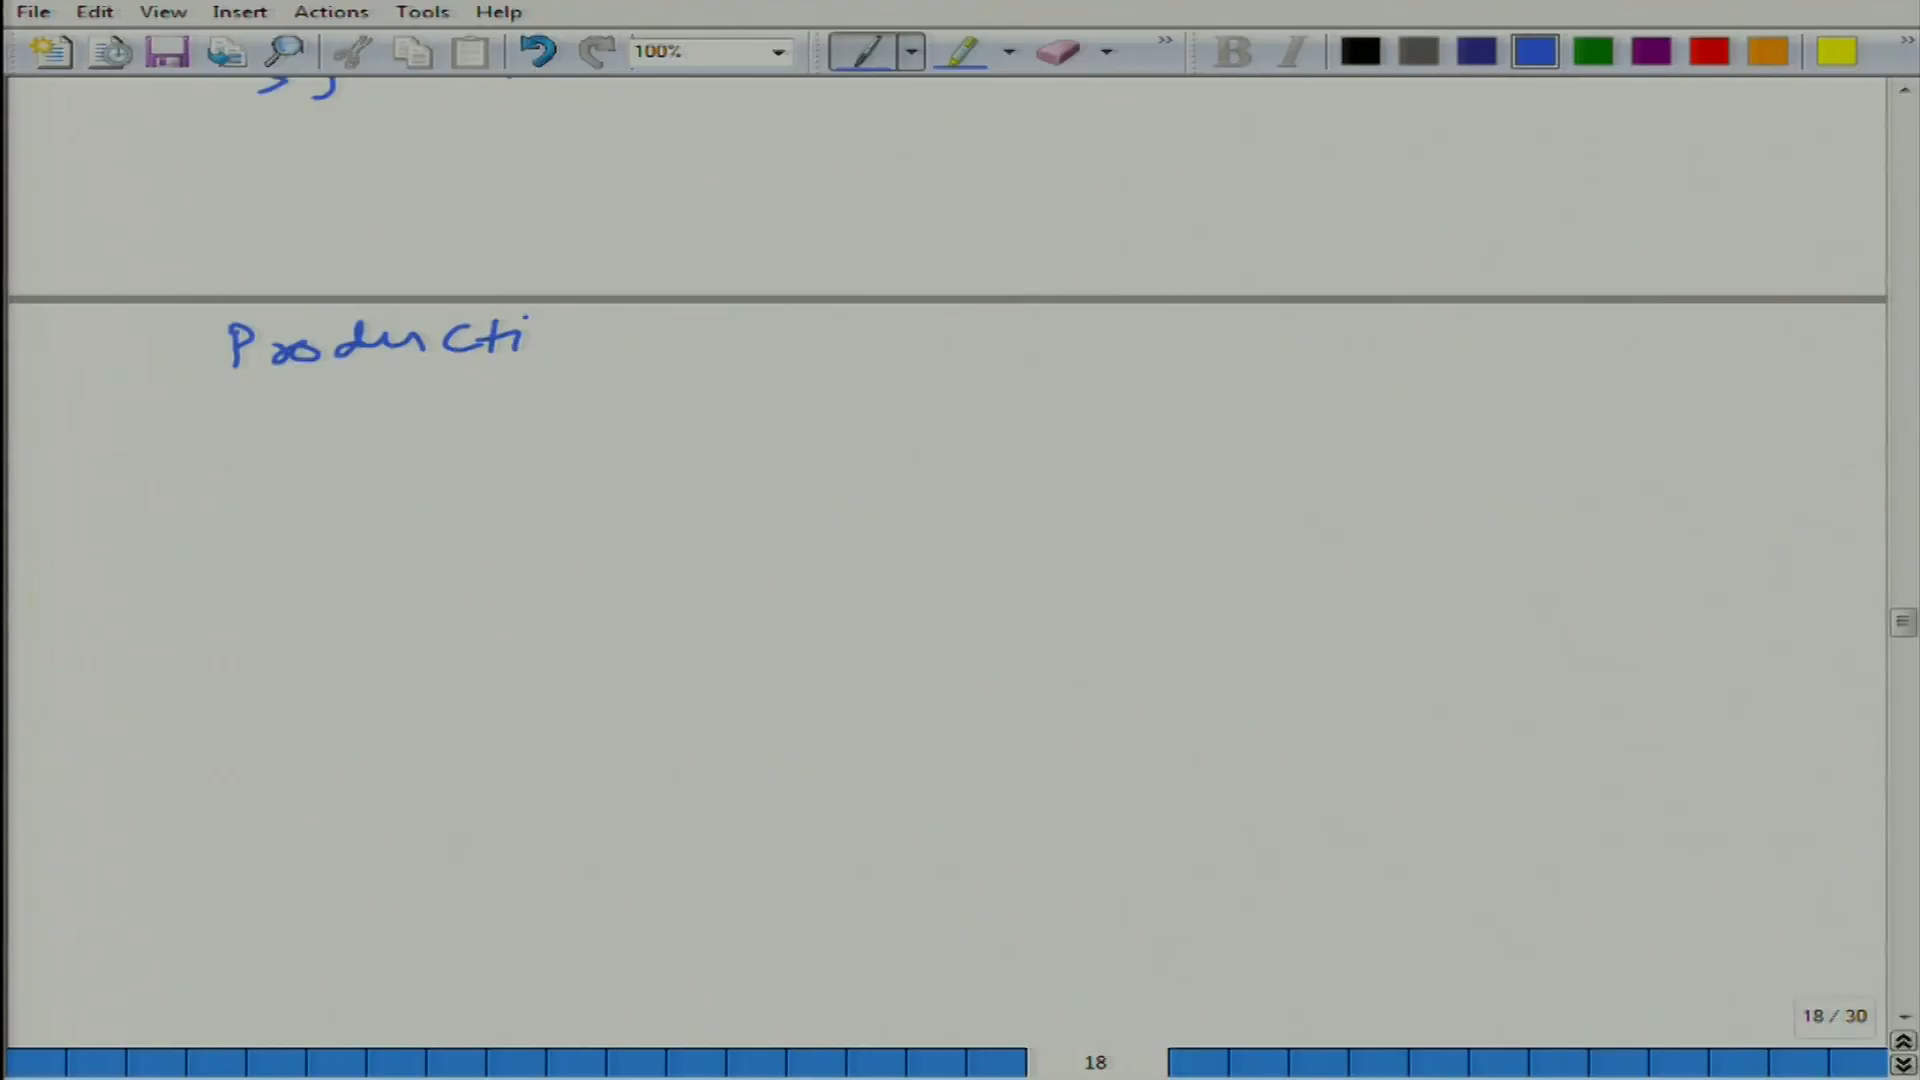 File Edit View Insert Actions Tools Help
100% B I
Producti
18 / 30
18